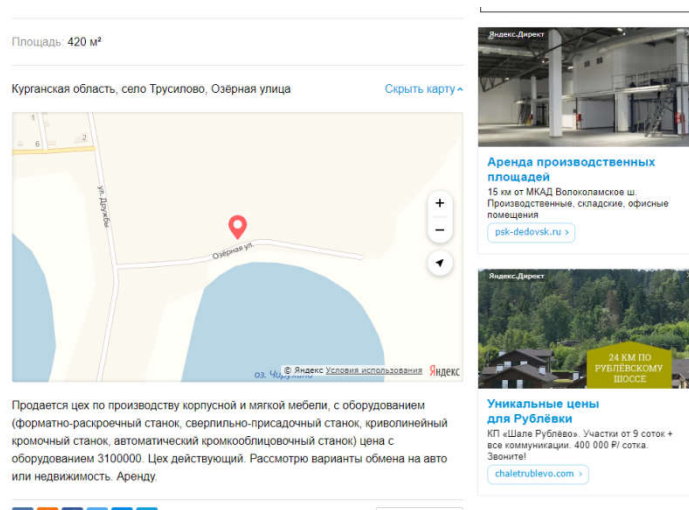 Площадь: 420 м²
Курганская область, село Трусилово, Озёрная улица
Скрыть карту
1
2
6
ул. Дружбы
Озёрная ул.
+
−
оз.
© Яндекс Условия использования Яндекс
Продается цех по производству корпусной и мягкой мебели, с оборудованием
(форматно-раскроечный станок, сверлильно-присадочный станок, криволинейный
кромочный станок, автоматический кромкооблицовочный станок) цена с
оборудованием 3100000. Цех действующий. Рассмотрю варианты обмена на авто
или недвижимость. Аренду.
Яндекс.Директ
Аренда производственных
площадей
15 км от МКАД Волоколамское ш.
Производственные, складские, офисные
помещения
psk-dedovsk.ru >
Яндекс.Директ
24 КМ ПО
РУБЛЁВСКОМУ
ШОССЕ
Уникальные цены
для Рублёвки
КП «Шале Рублёво». Участки от 9 соток +
все коммуникации. 400 000 ₽/ сотка.
Звоните!
chaletrublevo.com >